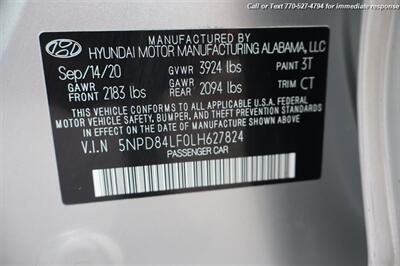 Call or Text 770-527-4794 for immediate response
MANUFACTURED BY
HYUNDAI MOTOR MANUFACTURING ALABAMA, LLC
Sep/14/20 GVWR 3924 lbs PAINT 3T
GAWR FRONT 2183 lbs GAWR REAR 2094 lbs TRIM CT
THIS VEHICLE CONFORMS TO ALL APPLICABLE U.S.A FEDERAL
MOTOR VEHICLE SAFETY, BUMPER, AND THEFT PREVENTION STANDARDS
IN EFFECT ON THE DATE OF MANUFACTURE SHOWN ABOVE.
V.I.N 5NPD84LF0LH627824
PASSENGER CAR